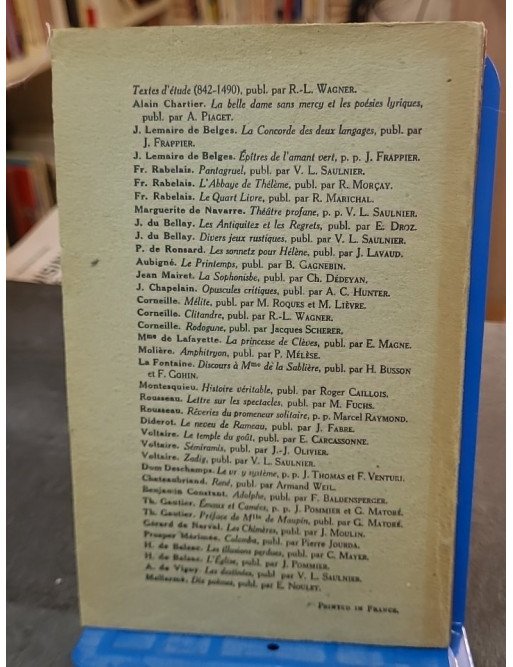 Textes d'étude (842-1490), publ. par R.-L. WAGNER.
Alain Chartier. La belle dame sans mercy et les poésies lyriques,
publ. par A. PIAGET.
J. Lemaire de Belges. La Concorde des deux langages, publ. par
J. FRAPPIER.
J. Lemaire de Belges. Épîtres de l'amant vert, p. p. J. FRAPPIER.
Fr. Rabelais. Pantagruel, publ. par V. L. SAULNIER.
Fr. Rabelais. L'Abbaye de Thélème, publ. par R. MORÇAY.
Fr. Rabelais. Le Quart Livre, publ. par R. MARICHAL.
Marguerite de Navarre. Théâtre profane, p. p. V. L. SAULNIER.
J. du Bellay. Les Antiquitez et les Regrets, publ. par E. DROZ.
J. du Bellay. Divers jeux rustiques, publ. par V. L. SAULNIER.
P. de Ronsard. Les sonnetz pour Hélène, publ. par J. LAVAUD.
Aubigné. Le Printemps, publ. par B. GAGNEBIN.
Jean Mairet. La Sophonisbe, publ. par Ch. DÉDEYAN.
J. Chapelain. Opuscules critiques, publ. par A. C. HUNTER.
Corneille. Mélite, publ. par M. ROQUES et M. LIÈVRE.
Corneille. Clitandre, publ. par R.-L. WAGNER.
Corneille. Rodogune, publ. par Jacques SCHERER.
Mme de Lafayette. La princesse de Clèves, publ. par E. MAGNE.
Molière. Amphitryon, publ. par P. MÉLÈSE.
La Fontaine. Discours à Mme de la Sablière, publ. par H. BUSSON
et F. GOHIN.
Montesquieu. Histoire véritable, publ. par Roger CAILLOIS.
Rousseau. Lettre sur les spectacles, publ. par M. FUCHS.
Rousseau. Rêveries du promeneur solitaire, p. p. Marcel RAYMOND.
Diderot. Le neveu de Rameau, publ. par J. FABRE.
Voltaire. Le temple du goût, publ. par E. CARCASSONNE.
Voltaire. Sémiramis, publ. par J.-J. OLIVIER.
Voltaire. Zadig, publ. par V. L. SAULNIER.
Dom Deschamps. Le vr y système, p. p. J. THOMAS et F. VENTURI.
Chateaubriand. René, publ. par Armand WEIL.
Benjamin Constant. Adolphe, publ. par F. BALDENSPERGER.
Th. Gautier. Émaux et Camées, p. p. J. POMMIER et G. MATORÉ.
Th. Gautier. Préface de Mlle de Maupin, publ. par G. MATORÉ.
Gérard de Nerval. Les Chimères, publ. par J. MOULIN.
Prosper Mérimée. Colomba, publ. par Pierre JOURDA.
H. de Balzac. Les illusions perdues, publ. par C. MAYER.
H. de Balzac. L'Église, publ. par J. POMMIER.
A. de Vigny. Les destinées, publ par V. L. SAULNIER.
Mallarmé. Dix poèmes, publ. par E. NOULET.
PRINTED IN FRANCE.